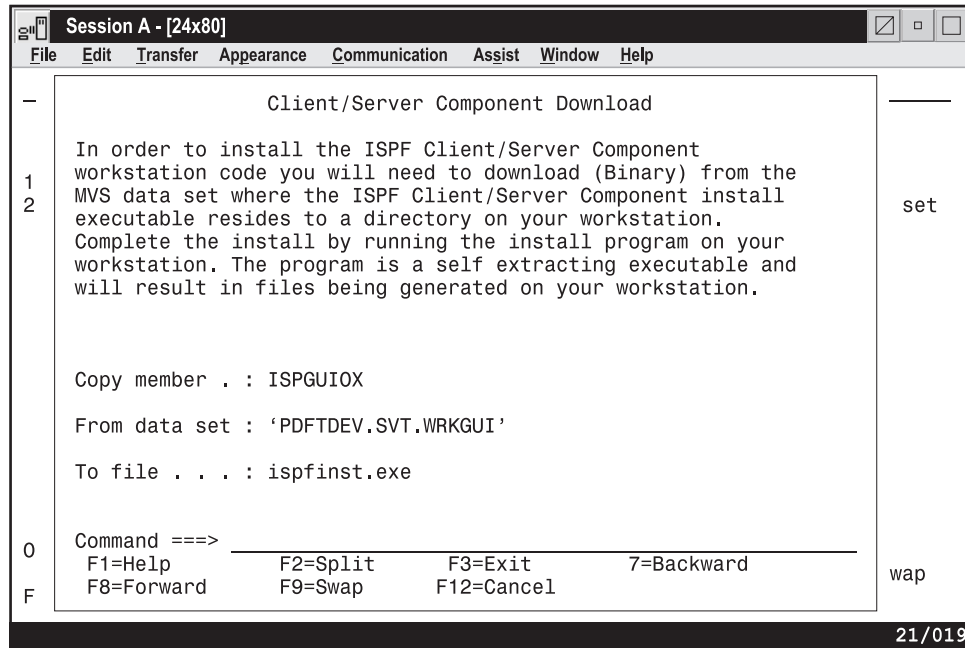 Session A - [24x80]
File Edit Transfer Appearance Communication Assist Window Help
Client/Server Component Download
In order to install the ISPF Client/Server Component
workstation code you will need to download (Binary) from the
1
MVS data set where the ISPF Client/Server Component install
2 executable resides to a directory on your workstation. set
Complete the install by running the install program on your
workstation. The program is a self extracting executable and
will result in files being generated on your workstation.
Copy member . : ISPGUIOX
From data set : ‘PDFTDEV.SVT.WRKGUI’
To file . . . : ispfinst.exe
Command ===>
O F1=Help F2=Split F3=Exit 7=Backward
F F8=Forward F9=Swap F12=Cancel wap
21/019